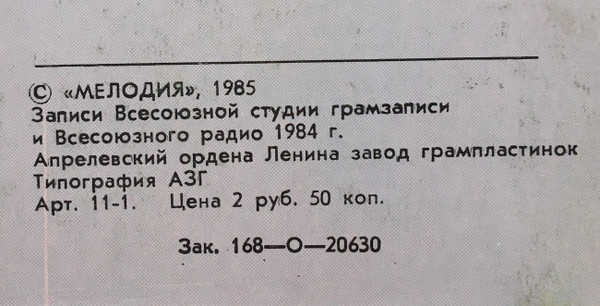 © «МЕЛОДИЯ», 1985
Записи Всесоюзной студии грамзаписи
и Всесоюзного радио 1984 г.
Апрелевский ордена Ленина завод грампластинок
Типография АЗГ
Арт. 11-1. Цена 2 руб. 50 коп.
Зак. 168—О—20630